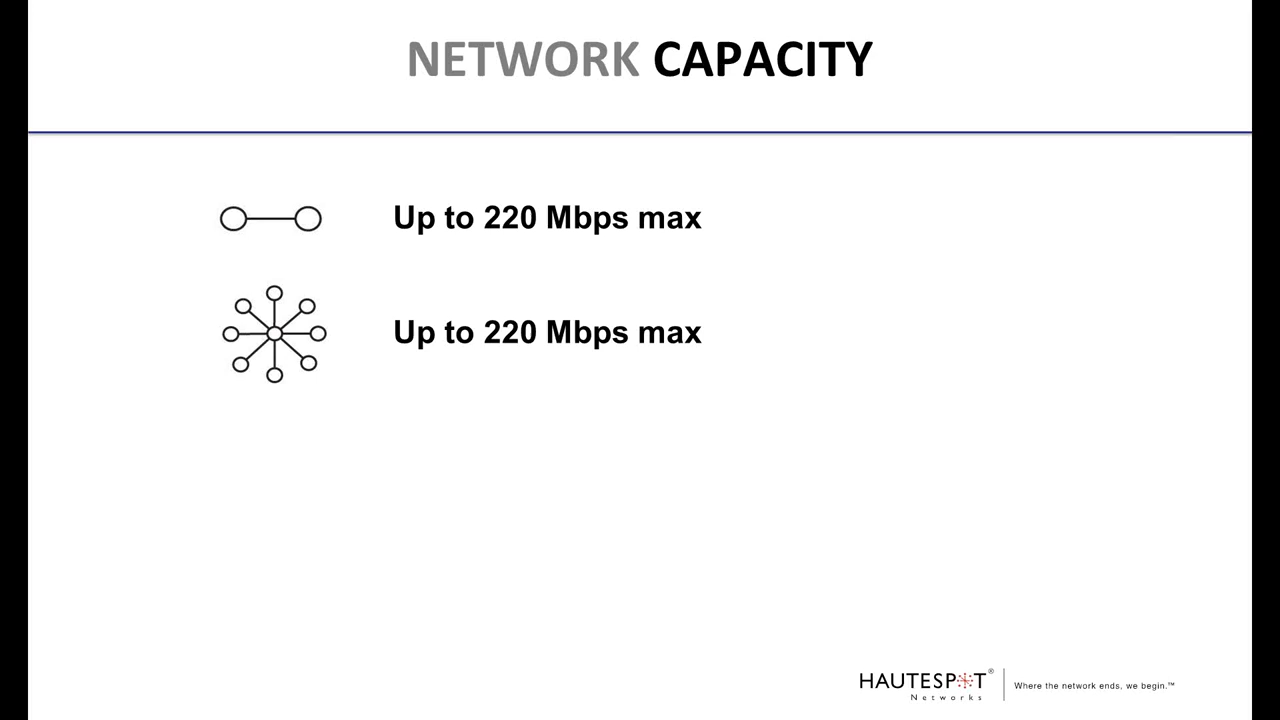 NETWORK CAPACITY
Up to 220 Mbps max
Up to 220 Mbps max
HAUTESPOT®
Networks
Where the network ends, we begin.™